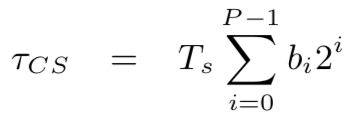 τ_{CS} = T_s \sum_{i=0}^{P-1} b_i 2^i